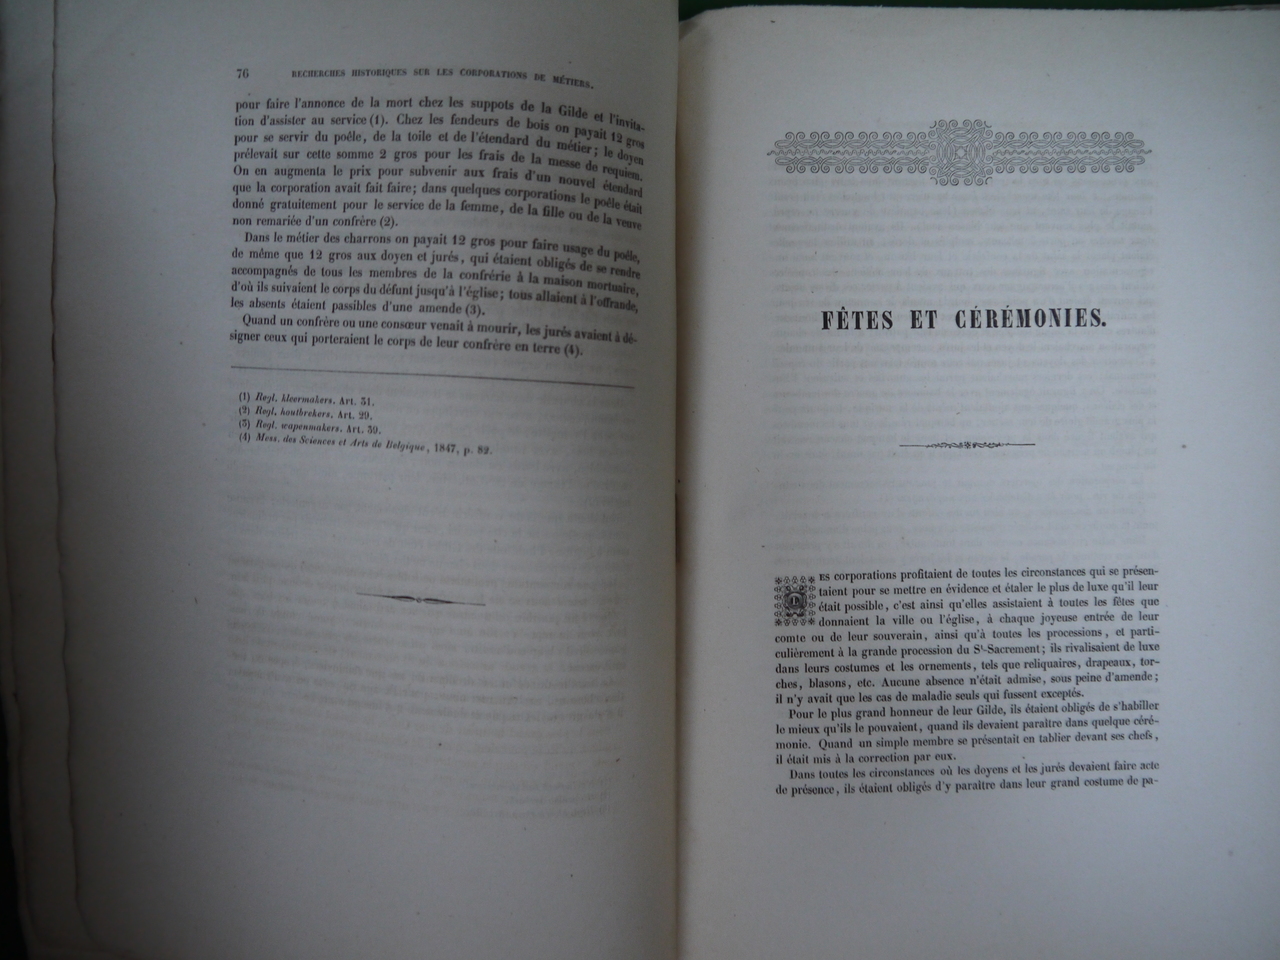 76 RECHERCHES HISTORIQUES SUR LES CORPORATIONS DE MÉTIERS.
pour faire l'annonce de la mort chez les suppots de la Gilde et l'invita-
tion d'assister au service (1). Chez les fendeurs de bois on payait 12 gros
pour se servir du poêle, de la toile et de l'étendard du métier; le doyen
prélevait sur cette somme 2 gros pour les frais de la messe de requiem.
On en augmenta le prix pour subvenir aux frais d'un nouvel étendard
que la corporation avait fait faire; dans quelques corporations le poêle était
donné gratuitement pour le service de la femme, de la fille ou de la veuve
non remariée d'un confrère (2).
Dans le métier des charrons on payait 12 gros pour faire usage du poêle,
de même que 12 gros aux doyen et jurés, qui étaient obligés de se rendre
accompagnés de tous les membres de la confrérie à la maison mortuaire,
d'où ils suivaient le corps du défunt jusqu'à l'église; tous allaient à l'offrande,
les absents étaient passibles d'une amende (3).
Quand un confrère ou une consœur venait à mourir, les jurés avaient à dé-
signer ceux qui porteraient le corps de leur confrère en terre (4).
(1) Regl. kleermakers. Art. 31.
(2) Regl. houtbrekers. Art. 29.
(3) Regl. wapenmakers. Art. 39.
(4) Mess. des Sciences et Arts de Belgique, 1847, p. 82.
FÊTES ET CÉRÉMONIES.
LES corporations profitaient de toutes les circonstances qui se présen-
taient pour se mettre en évidence et étaler le plus de luxe qu'il leur
était possible, c'est ainsi qu'elles assistaient à toutes les fêtes que
donnaient la ville ou l'église, à chaque joyeuse entrée de leur
comte ou de leur souverain, ainsi qu'à toutes les processions, et parti-
culièrement à la grande procession du St-Sacrement; ils rivalisaient de luxe
dans leurs costumes et les ornements, tels que reliquaires, drapeaux, tor-
ches, blasons, etc. Aucune absence n'était admise, sous peine d'amende;
il n'y avait que les cas de maladie seuls qui fussent exceptés.
Pour le plus grand honneur de leur Gilde, ils étaient obligés de s'habiller
le mieux qu'ils le pouvaient, quand ils devaient paraître dans quelque céré-
monie. Quand un simple membre se présentait en tablier devant ses chefs,
il était mis à la correction par eux.
Dans toutes les circonstances où les doyens et les jurés devaient faire acte
de présence, ils étaient obligés d'y paraître dans leur grand costume de pa-